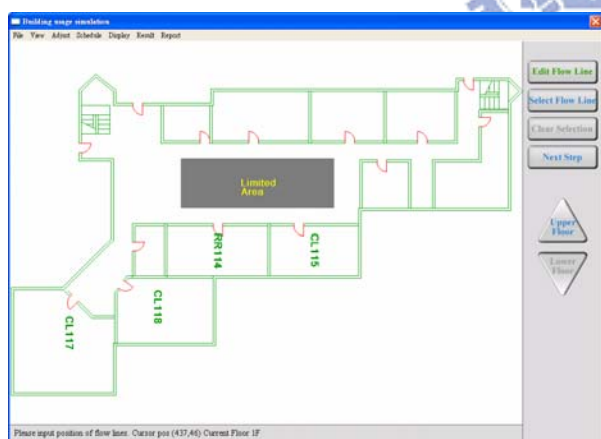 Building usage simulation
File View Adjust Schedule Display Result Report
Edit Flow Line
Select Flow Line
Clear Selection
Next Step
Upper
Floor
Lower
Floor
Limited
Area
RR114
CL115
CL118
CL117
Please input position of flow lines. Cursor pos (437,46) Current Floor 1F